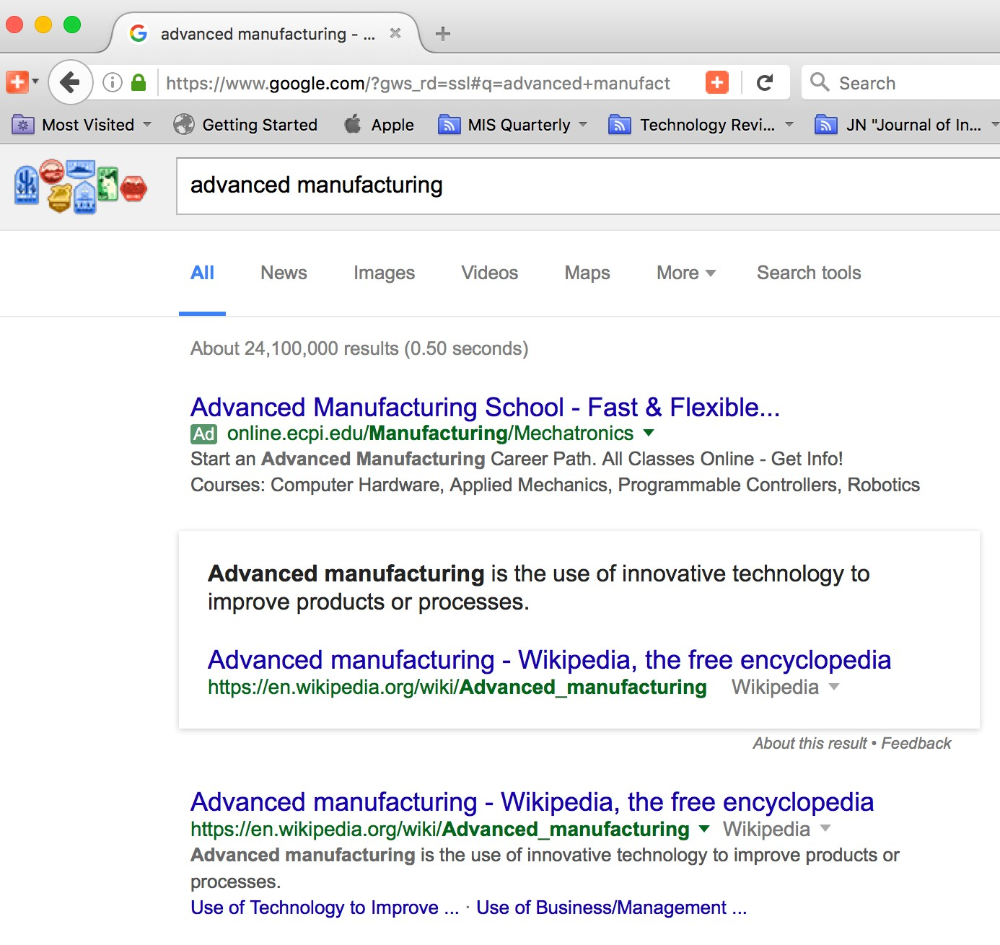 advanced manufacturing - ...
https://www.google.com/?gws_rd=ssl#q=advanced+manufact
Search
Most Visited
Getting Started
Apple
MIS Quarterly
Technology Revi...
JN "Journal of In...
advanced manufacturing
All
News
Images
Videos
Maps
More
Search tools
About 24,100,000 results (0.50 seconds)
Advanced Manufacturing School - Fast & Flexible...
Ad online.ecpi.edu/Manufacturing/Mechatronics
Start an Advanced Manufacturing Career Path. All Classes Online - Get Info!
Courses: Computer Hardware, Applied Mechanics, Programmable Controllers, Robotics
Advanced manufacturing is the use of innovative technology to
improve products or processes.
Advanced manufacturing - Wikipedia, the free encyclopedia
https://en.wikipedia.org/wiki/Advanced_manufacturing Wikipedia
About this result • Feedback
Advanced manufacturing - Wikipedia, the free encyclopedia
https://en.wikipedia.org/wiki/Advanced_manufacturing Wikipedia
Advanced manufacturing is the use of innovative technology to improve products or
processes.
Use of Technology to Improve ... · Use of Business/Management ...